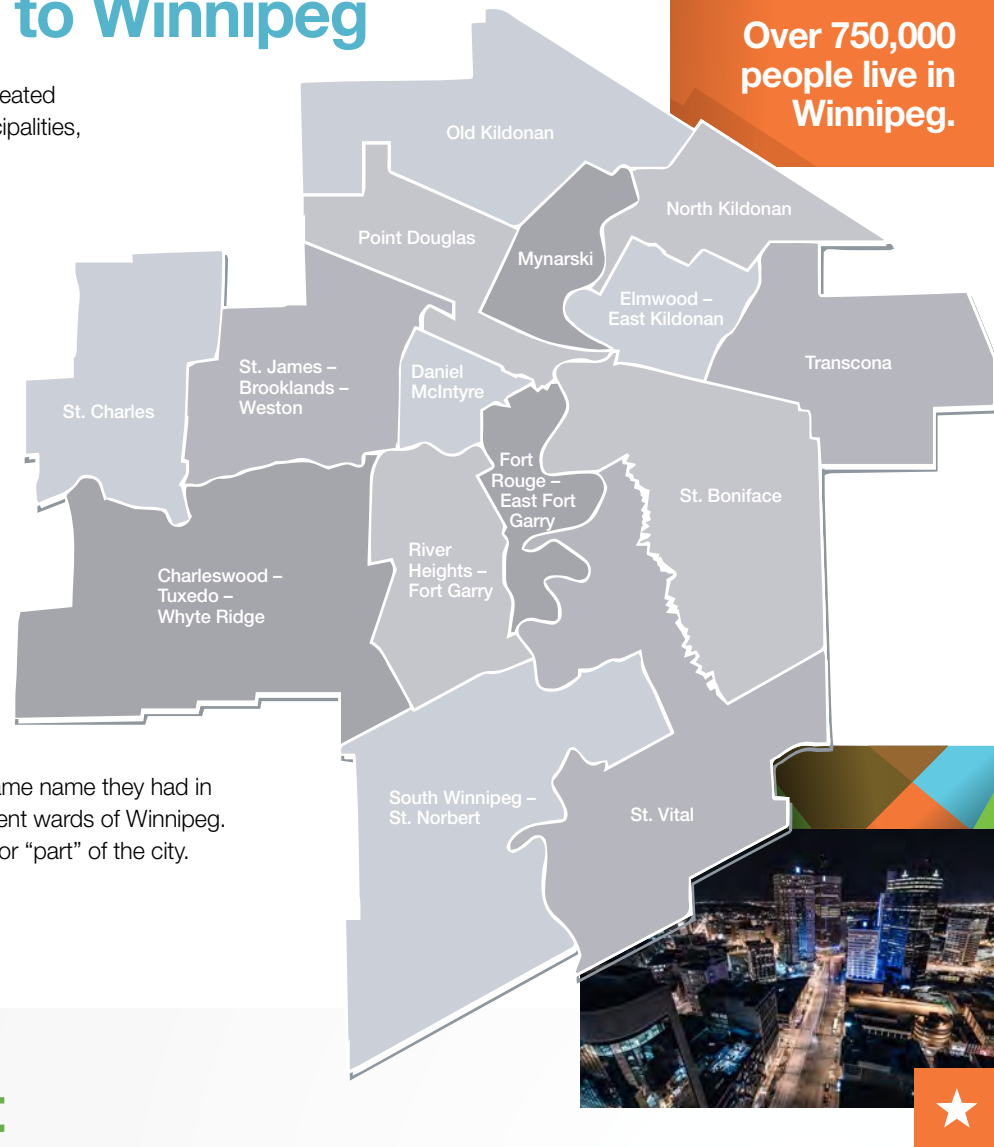 to Winnipeg
Over 750,000
people live in
Winnipeg.
eated
cipalities,
Old Kildonan
North Kildonan
Point Douglas
Mynarski
Elmwood –
East Kildonan
Transcona
St. James –
Brooklands –
Weston
Daniel
McIntyre
St. Charles
Fort
Rouge –
East Fort
Garry
St. Boniface
River
Heights –
Fort Garry
Charleswood –
Tuxedo –
Whyte Ridge
ame name they had in
ent wards of Winnipeg.
or “part” of the city.
South Winnipeg –
St. Norbert
St. Vital